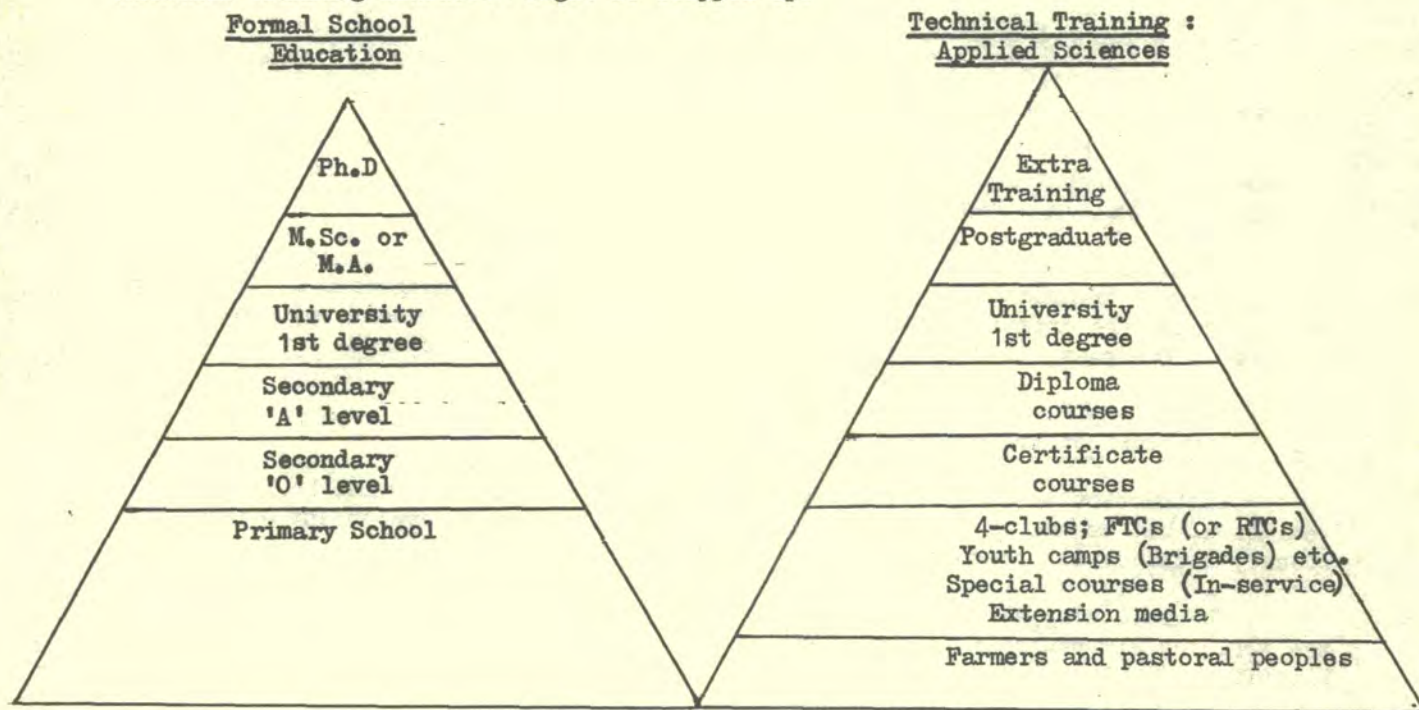 Formal School
Education
Ph.D
M.Sc. or
M.A.
University
1st degree
Secondary
'A' level
Secondary
'O' level
Primary School
Technical Training :
Applied Sciences
Extra
Training
Postgraduate
University
1st degree
Diploma
courses
Certificate
courses
4-clubs; FTCs (or RTCs)
Youth camps (Brigades) etc.
Special courses (In-service)
Extension media
Farmers and pastoral peoples